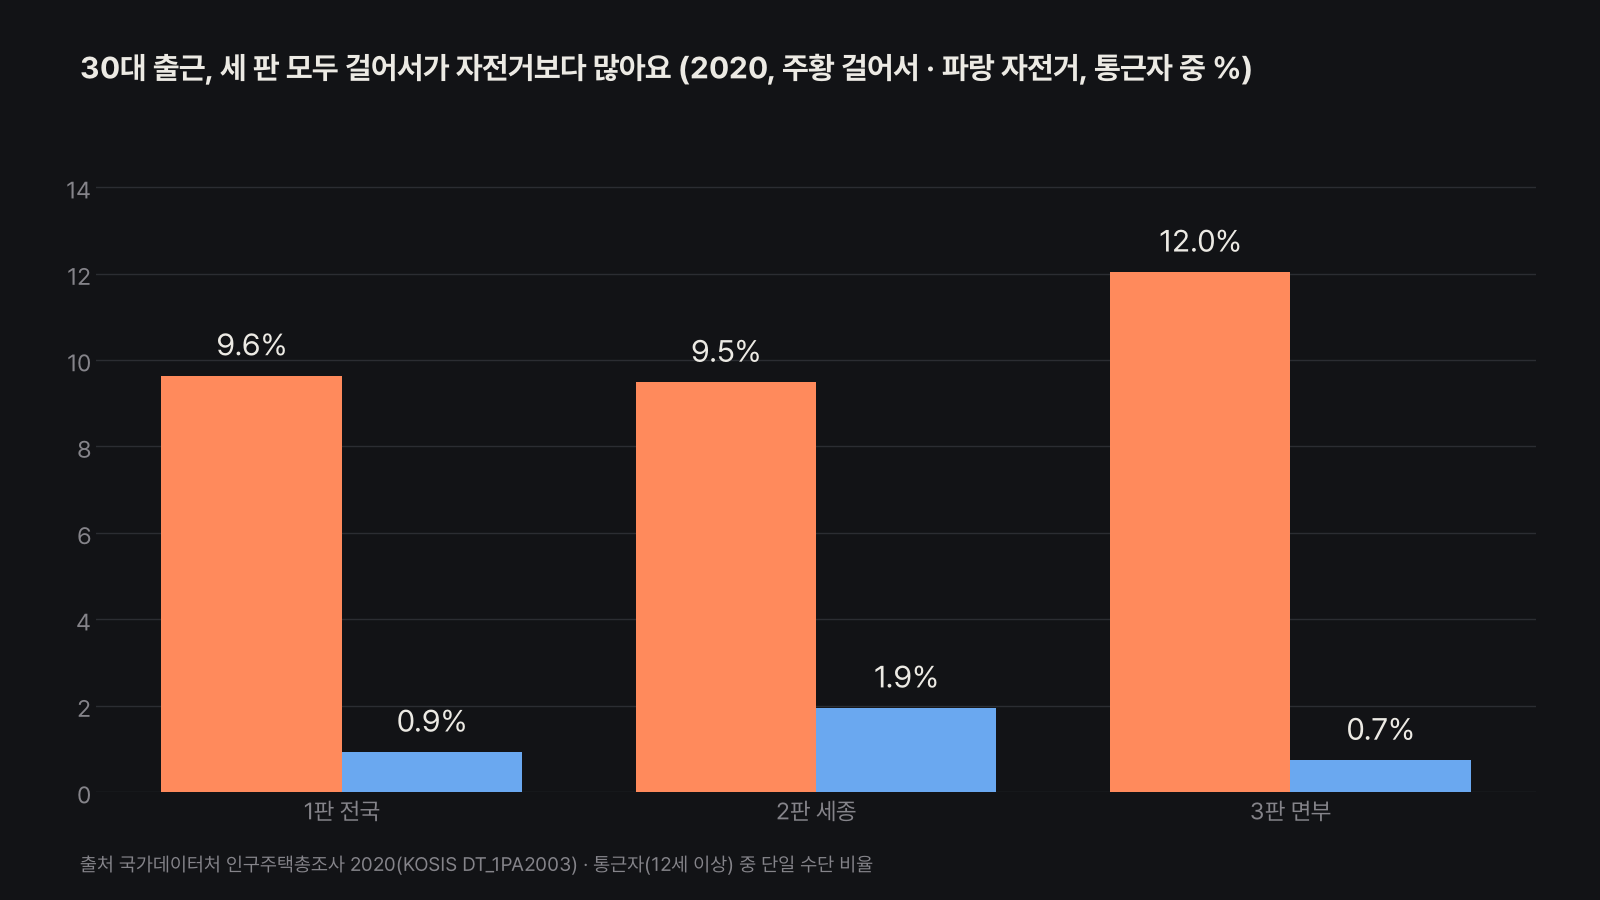 30대 출근, 세 판 모두 걸어서가 자전거보다 많아요 (2020, 주황 걸어서 · 파랑 자전거, 통근자 중 %)
14
12
10
8
6
4
2
0
9.6%
0.9%
9.5%
1.9%
12.0%
0.7%
1판 전국
2판 세종
3판 면부
출처 국가데이터처 인구주택총조사 2020(KOSIS DT_1PA2003) · 통근자(12세 이상) 중 단일 수단 비율